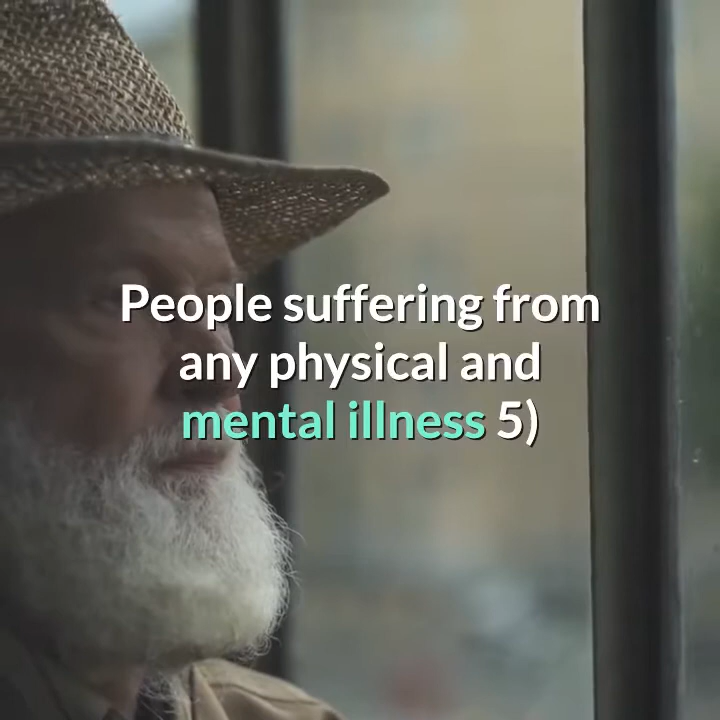 People suffering from
any physical and
mental illness 5)